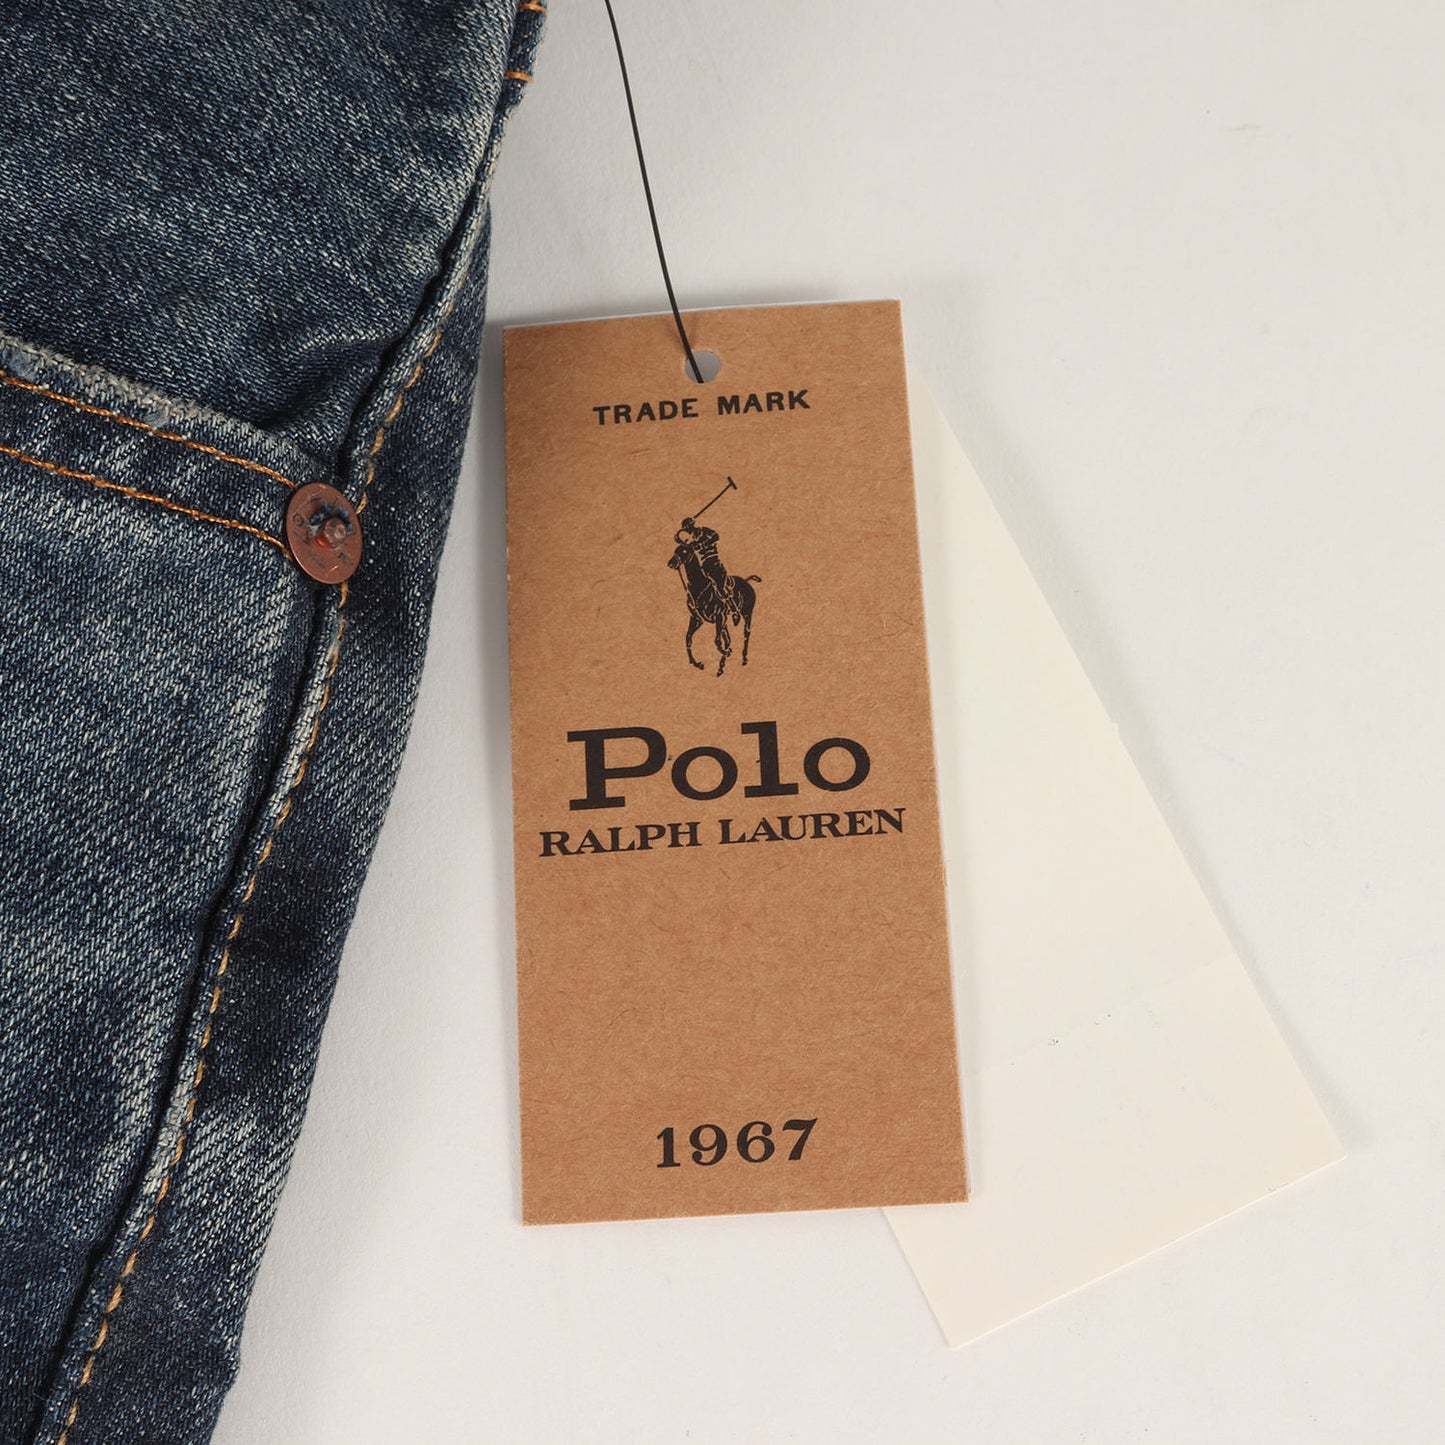 TRADE MARK
Polo
RALPH LAUREN
1967